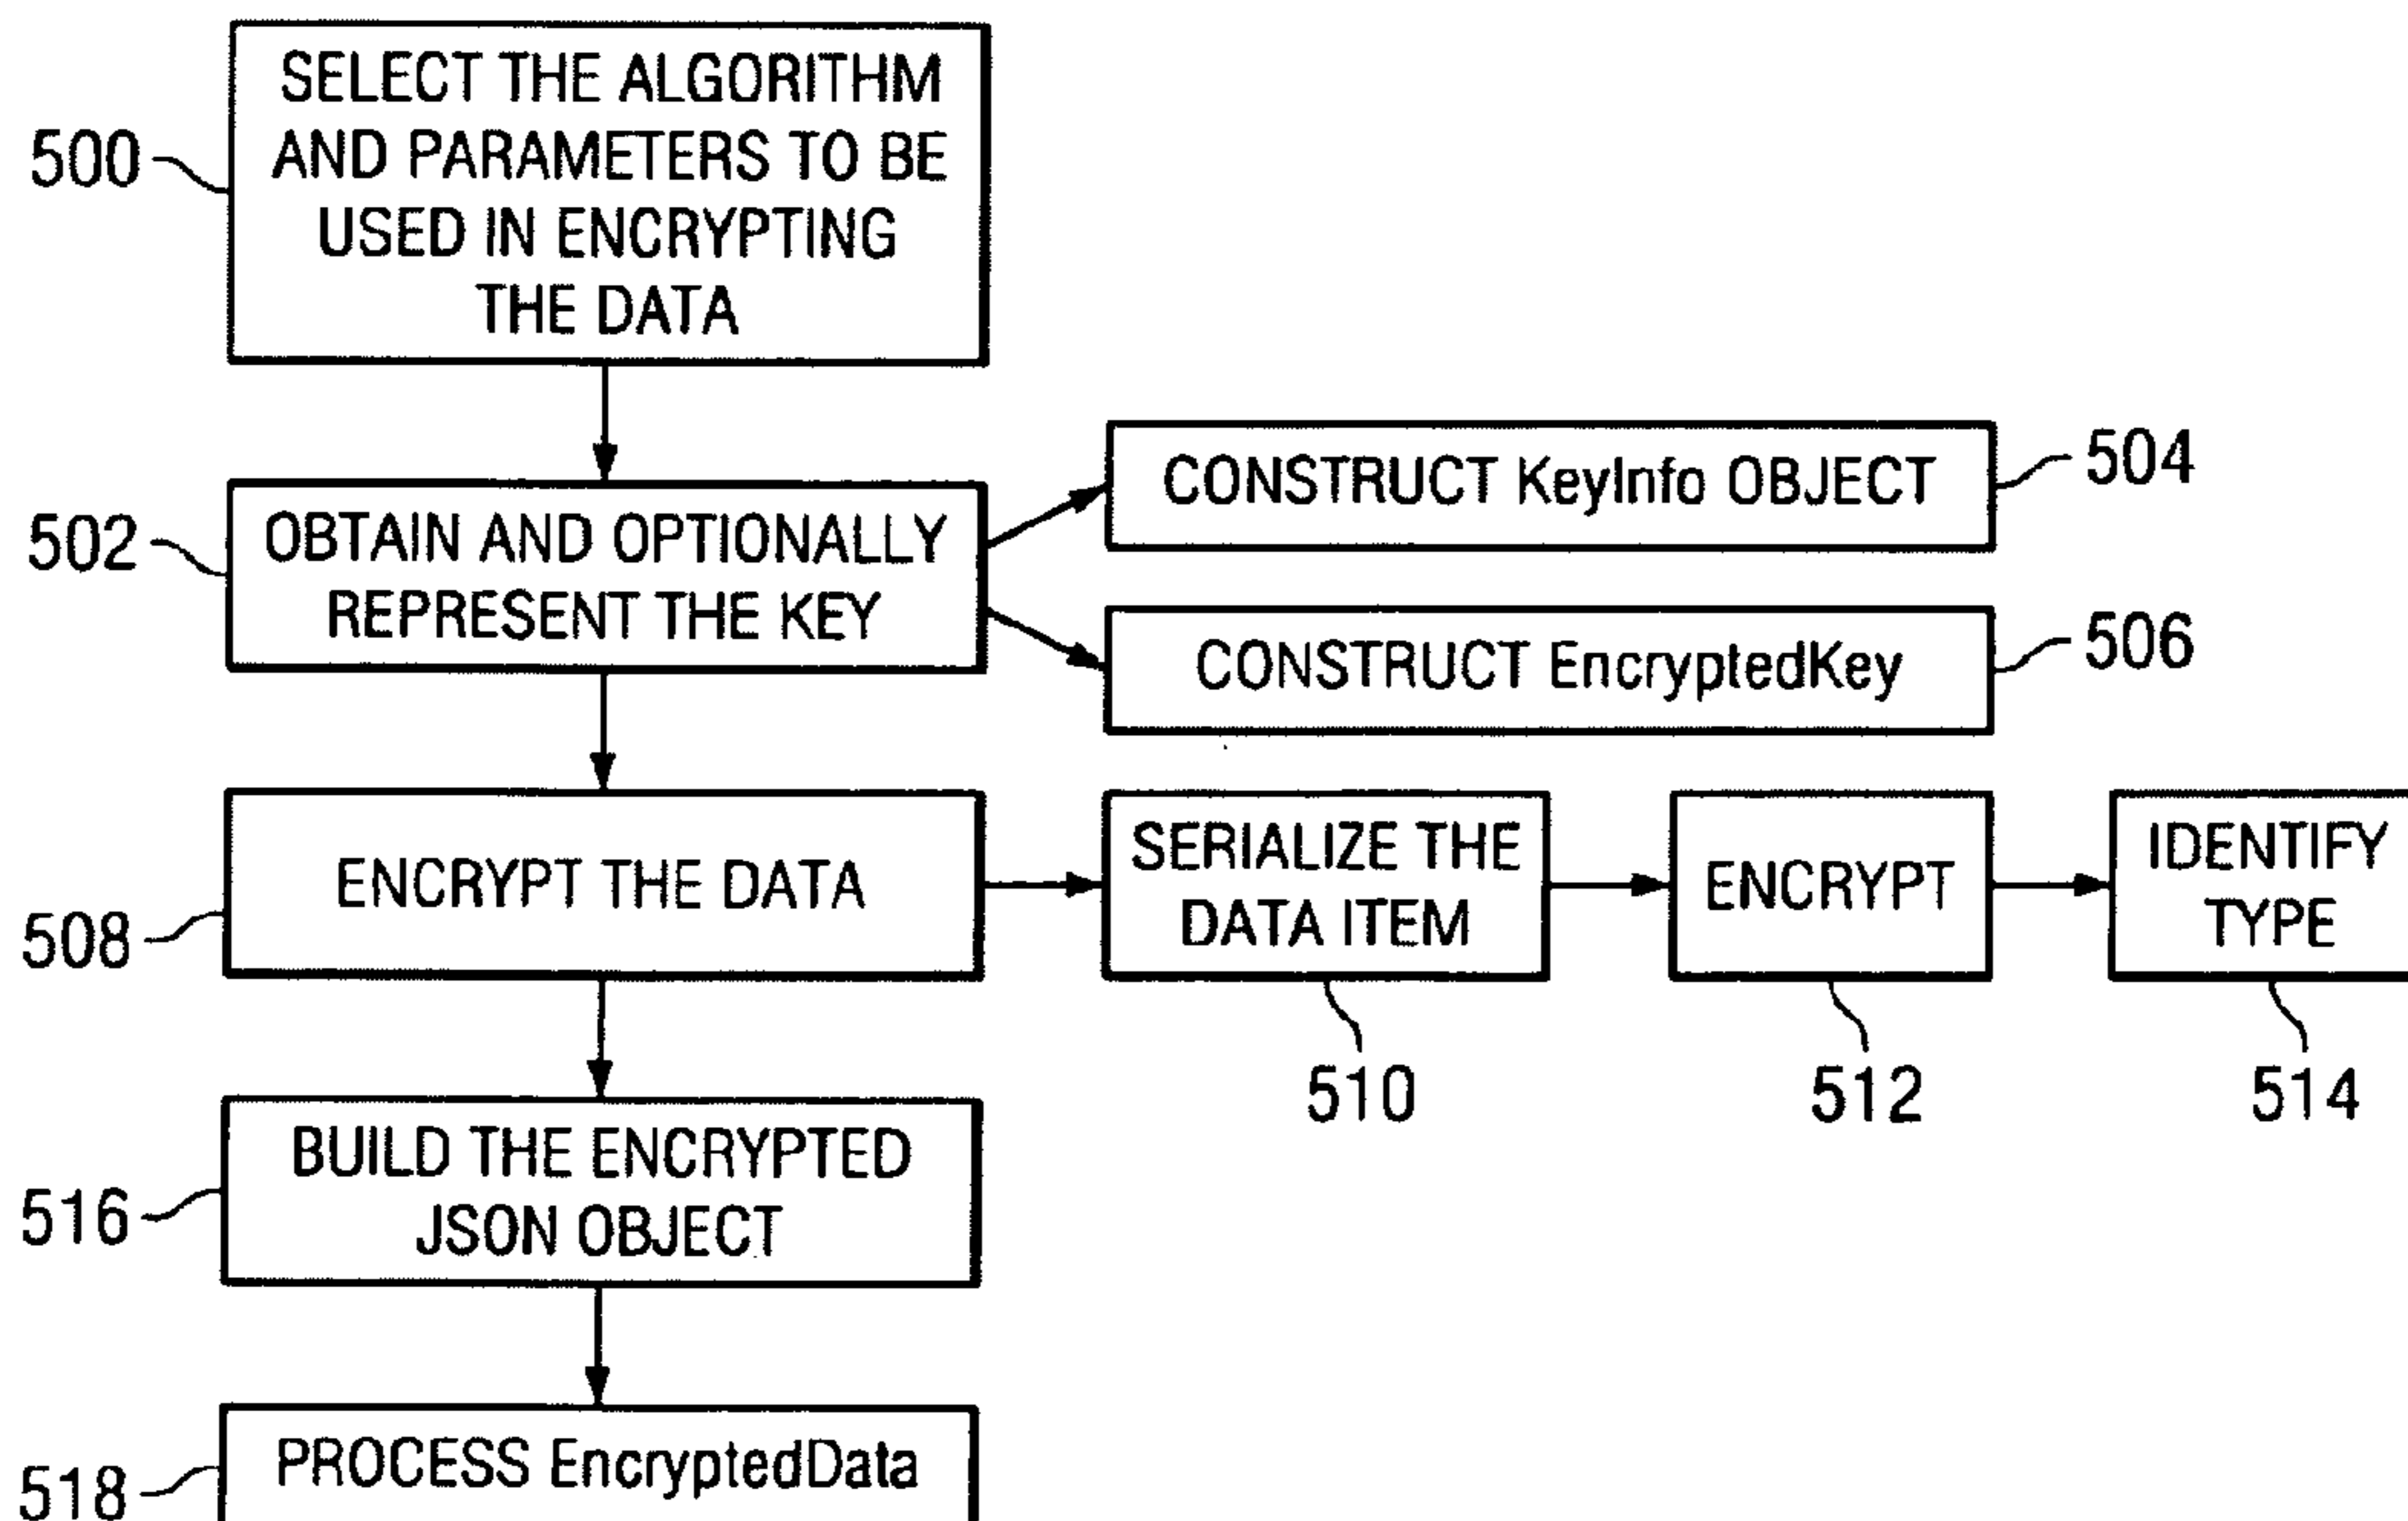 SELECT THE ALGORITHM
AND PARAMETERS TO BE
USED IN ENCRYPTING
THE DATA
500
OBTAIN AND OPTIONALLY
REPRESENT THE KEY
502
CONSTRUCT KeyInfo OBJECT
504
CONSTRUCT EncryptedKey
506
ENCRYPT THE DATA
508
SERIALIZE THE
DATA ITEM
510
ENCRYPT
512
IDENTIFY
TYPE
514
BUILD THE ENCRYPTED
JSON OBJECT
516
PROCESS EncryptedData
518